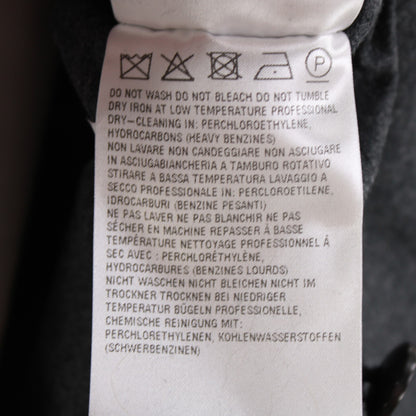 P
DO NOT WASH DO NOT BLEACH DO NOT TUMBLE
DRY IRON AT LOW TEMPERATURE PROFESSIONAL
DRY-CLEANING IN: PERCHLOROETHYLENE,
HYDROCARBONS (HEAVY BENZINES)
NON LAVARE NON CANDEGGIARE NON ASCIUGARE
IN ASCIUGABIANCHERIA A TAMBURO ROTATIVO
STIRARE A BASSA TEMPERATURA LAVAGGIO A
SECCO PROFESSIONALE IN: PERCLOROETILENE,
IDROCARBURI (BENZINE PESANTI)
NE PAS LAVER NE PAS BLANCHIR NE PAS
SÉCHER EN MACHINE REPASSER À BASSE
TEMPÉRATURE NETTOYAGE PROFESSIONNEL À
SEC AVEC : PERCHLORÉTHYLÈNE,
HYDROCARBURES (BENZINES LOURDS)
NICHT WASCHEN NICHT BLEICHEN NICHT IM
TROCKNER TROCKNEN BEI NIEDRIGER
TEMPERATUR BÜGELN PROFESSIONELLE,
CHEMISCHE REINIGUNG MIT:
PERCHLORETHYLENEN, KOHLENWASSERSTOFFEN
(SCHWERBENZINEN)